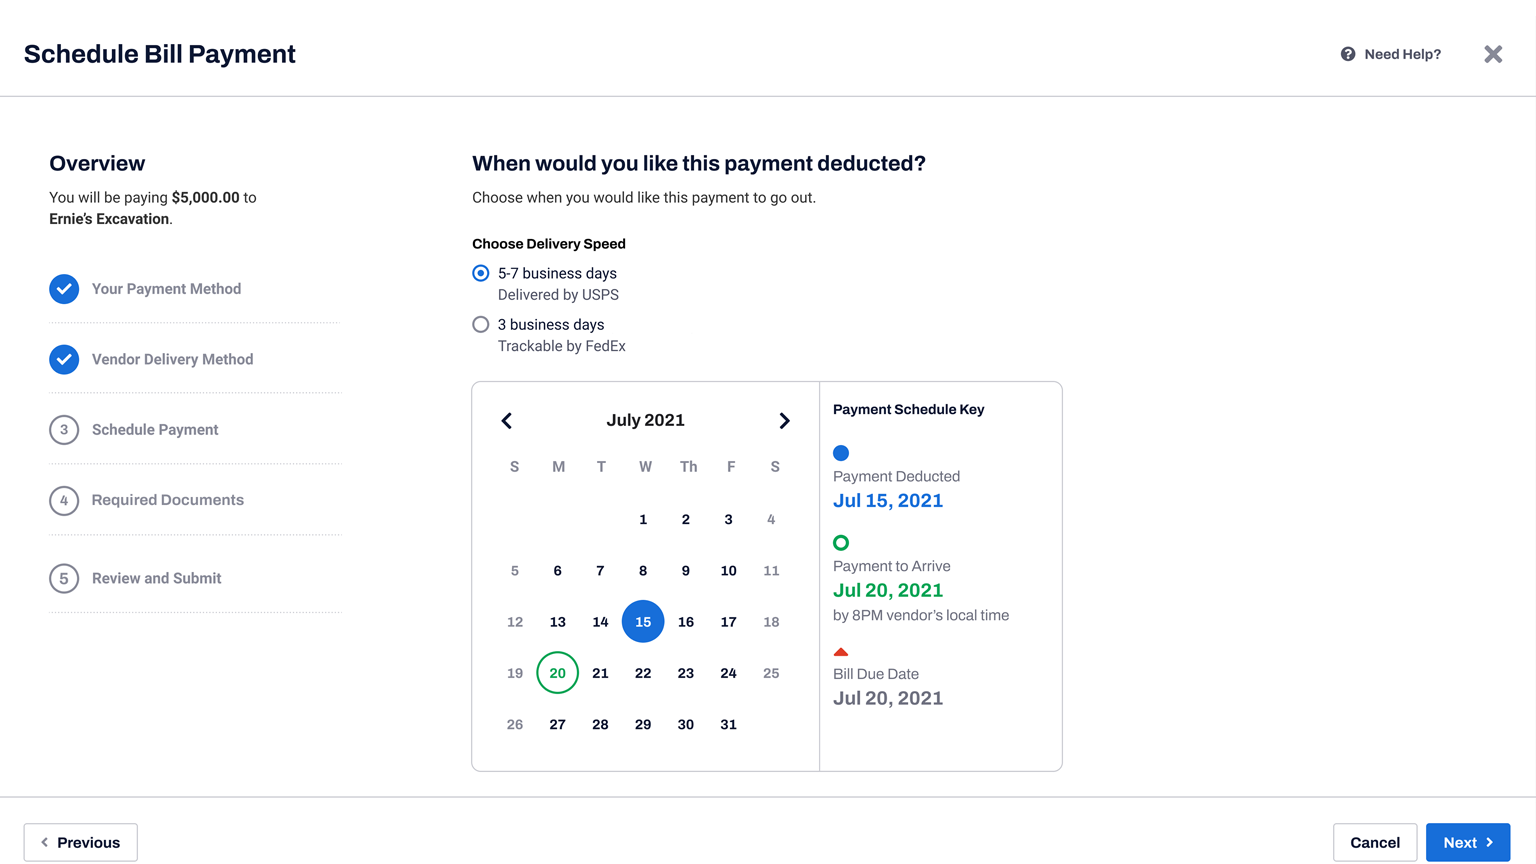 Schedule Bill Payment
Need Help?
Overview
You will be paying $5,000.00 to
Ernie's Excavation.
Your Payment Method
Vendor Delivery Method
3 Schedule Payment
4 Required Documents
5 Review and Submit
When would you like this payment deducted?
Choose when you would like this payment to go out.
Choose Delivery Speed
5-7 business days
Delivered by USPS
3 business days
Trackable by FedEx
July 2021
S M T W Th F S
1 2 3 4
5 6 7 8 9 10 11
12 13 14 15 16 17 18
19 20 21 22 23 24 25
26 27 28 29 30 31
Payment Schedule Key
Payment Deducted
Jul 15, 2021
Payment to Arrive
Jul 20, 2021
by 8PM vendor's local time
Bill Due Date
Jul 20, 2021
Previous
Cancel
Next